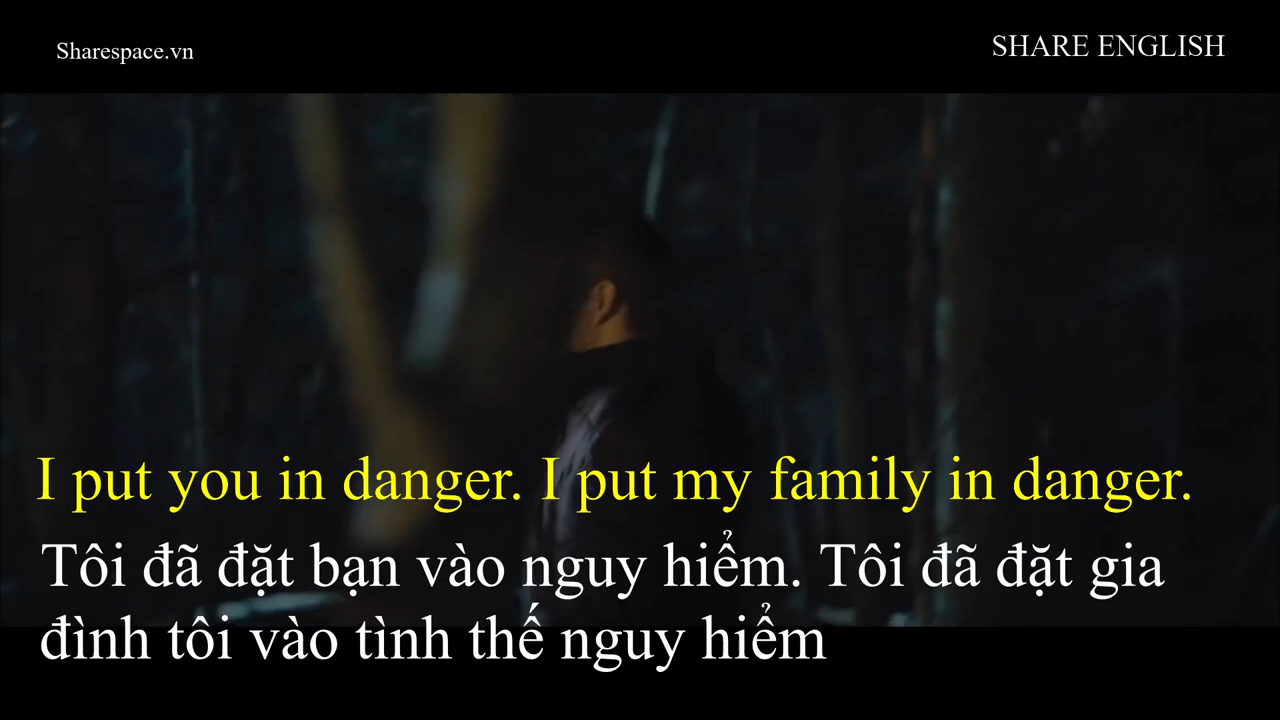 Sharespace.vn
SHARE ENGLISH
I put you in danger. I put my family in danger.
Tôi đã đặt bạn vào nguy hiểm. Tôi đã đặt gia
đình tôi vào tình thế nguy hiểm